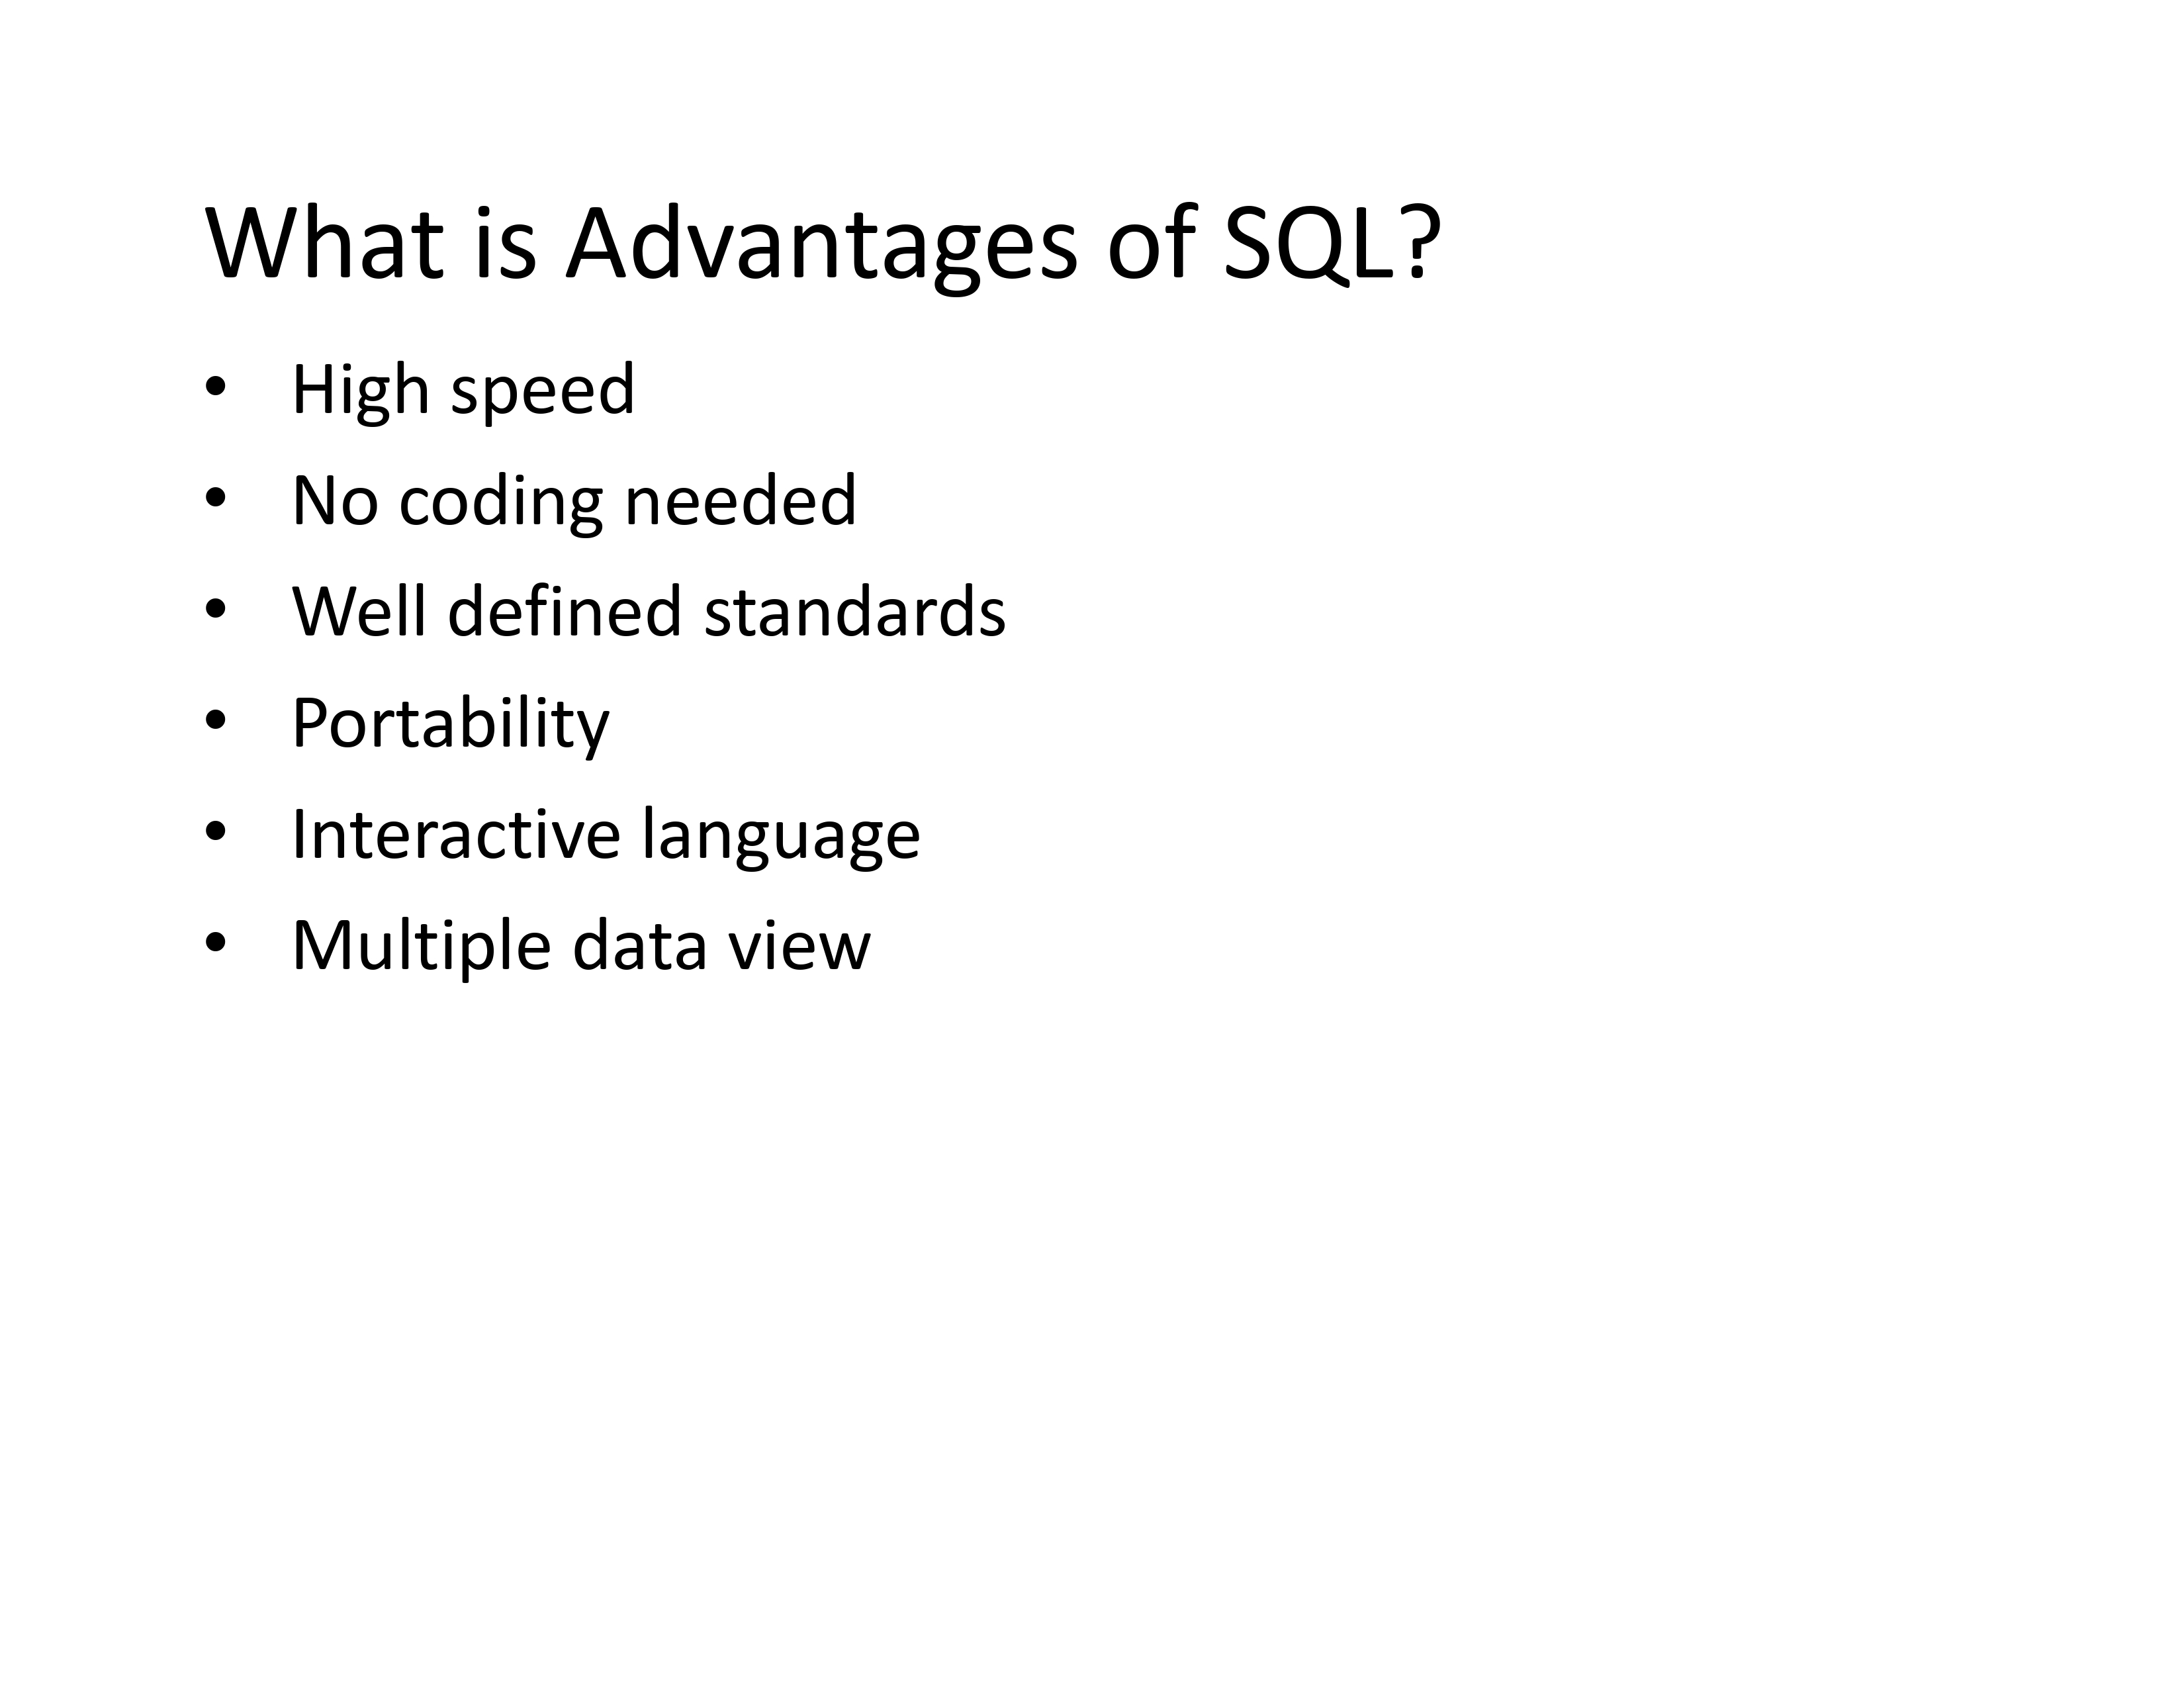 What is Advantages of SQL?
• High speed
• No coding needed
• Well defined standards
• Portability
• Interactive language
• Multiple data view